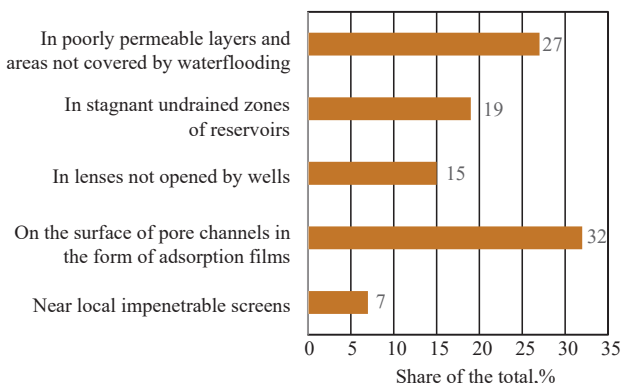 In poorly permeable layers and
areas not covered by waterflooding
27
In stagnant undrained zones
of reservoirs
19
In lenses not opened by wells
15
On the surface of pore channels in
the form of adsorption films
32
Near local impenetrable screens
7
0 5 10 15 20 25 30 35
Share of the total,%